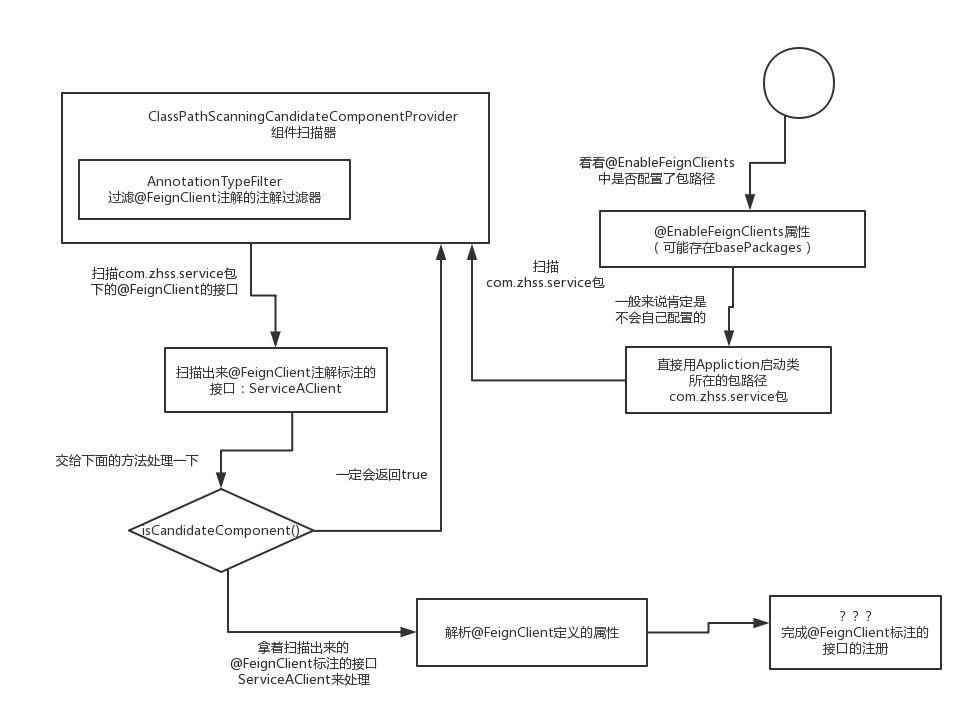 ClassPathScanningCandidateComponentProvider
组件扫描器
AnnotationTypeFilter
过滤@FeignClient注解的注解过滤器
看看@EnableFeignClients
中是否配置了包路径
@EnableFeignClients属性
（可能存在basePackages）
扫描com.zhss.service包
下的@FeignClient的接口
扫描
com.zhss.service包
一般来说肯定是
不会自己配置的
扫描出来@FeignClient注解标注的
接口：ServiceAClient
直接用Appliction启动类
所在的包路径
com.zhss.service包
交给下面的方法处理一下
一定会返回true
isCandidateComponent()
拿着扫描出来的
@FeignClient标注的接口
ServiceAClient来处理
解析@FeignClient定义的属性
？？？
完成@FeignClient标注的
接口的注册